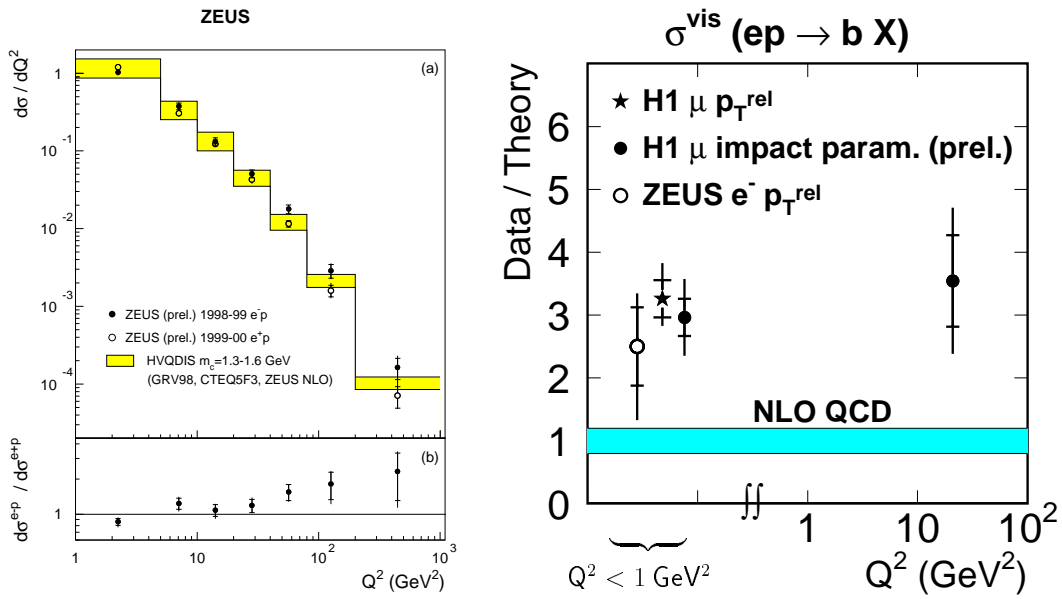 ZEUS
dσ / dQ²
(a)
1
10⁻¹
10⁻²
10⁻³
10⁻⁴
ZEUS (prel.) 1998-99 e⁻p
ZEUS (prel.) 1999-00 e⁺p
HVQDIS m_c=1.3-1.6 GeV
(GRV98, CTEQ5F3, ZEUS NLO)
dσ^e-p / dσ^e+p
(b)
1
1 10 10² 10³
Q² (GeV²)
σ^vis (ep → b X)
Data / Theory
6
5
4
3
2
1
0
★ H1 μ p_T^rel
● H1 μ impact param. (prel.)
○ ZEUS e⁻ p_T^rel
NLO QCD
∫∫ 1 10 10²
Q² < 1 GeV²
Q² (GeV²)